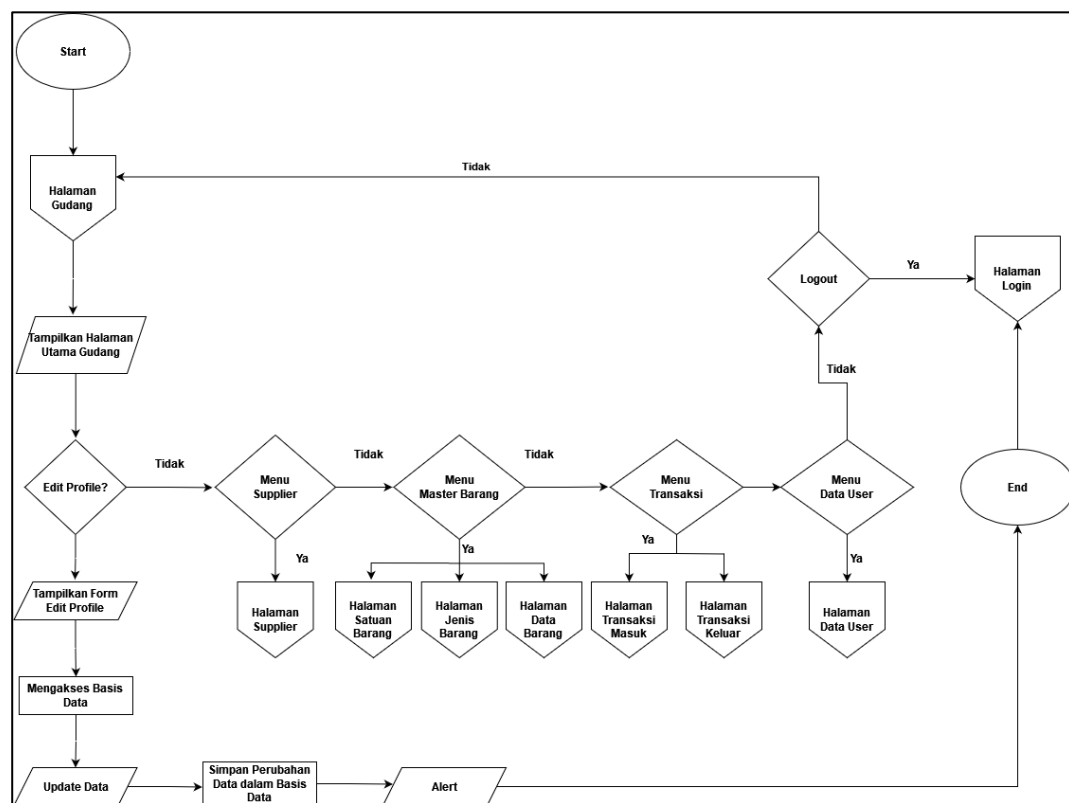 Start
Tidak
Halaman
Gudang
Logout
Ya
Halaman
Login
Tampilkan Halaman
Utama Gudang
Tidak
Edit Profile?
Tidak
Menu
Supplier
Tidak
Menu
Master Barang
Tidak
Menu
Transaksi
Menu
Data User
End
Ya
Ya
Ya
Ya
Tampilkan Form
Edit Profile
Halaman
Supplier
Halaman
Satuan
Barang
Halaman
Jenis
Barang
Halaman
Data
Barang
Halaman
Transaksi
Masuk
Halaman
Transaksi
Keluar
Halaman
Data User
Mengakses Basis
Data
Update Data
Simpan Perubahan
Data dalam Basis
Data
Alert